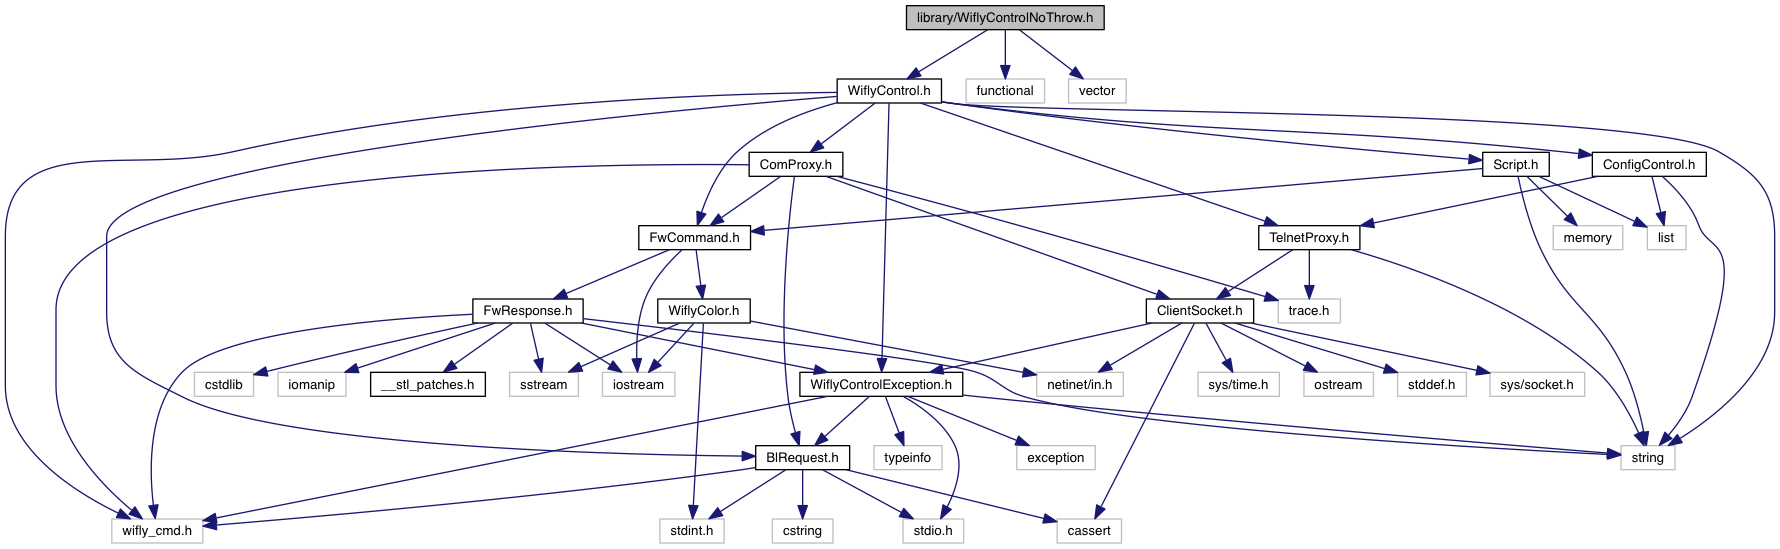 library/WiflyControlNoThrow.h
WiflyControl.h
functional
vector
ComProxy.h
Script.h
ConfigControl.h
FwCommand.h
TelnetProxy.h
memory
list
FwResponse.h
WiflyColor.h
ClientSocket.h
trace.h
cstdlib
iomanip
__stl_patches.h
sstream
iostream
WiflyControlException.h
netinet/in.h
sys/time.h
ostream
stddef.h
sys/socket.h
BlRequest.h
typeinfo
exception
string
wifly_cmd.h
stdint.h
cstring
stdio.h
cassert